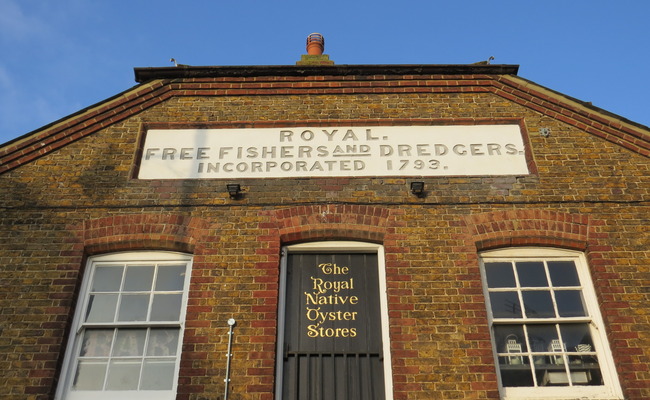 ROYAL.
FREE FISHERS AND DREDGERS.
INCORPORATED 1793.
The
Royal
Native
Oyster
Stores